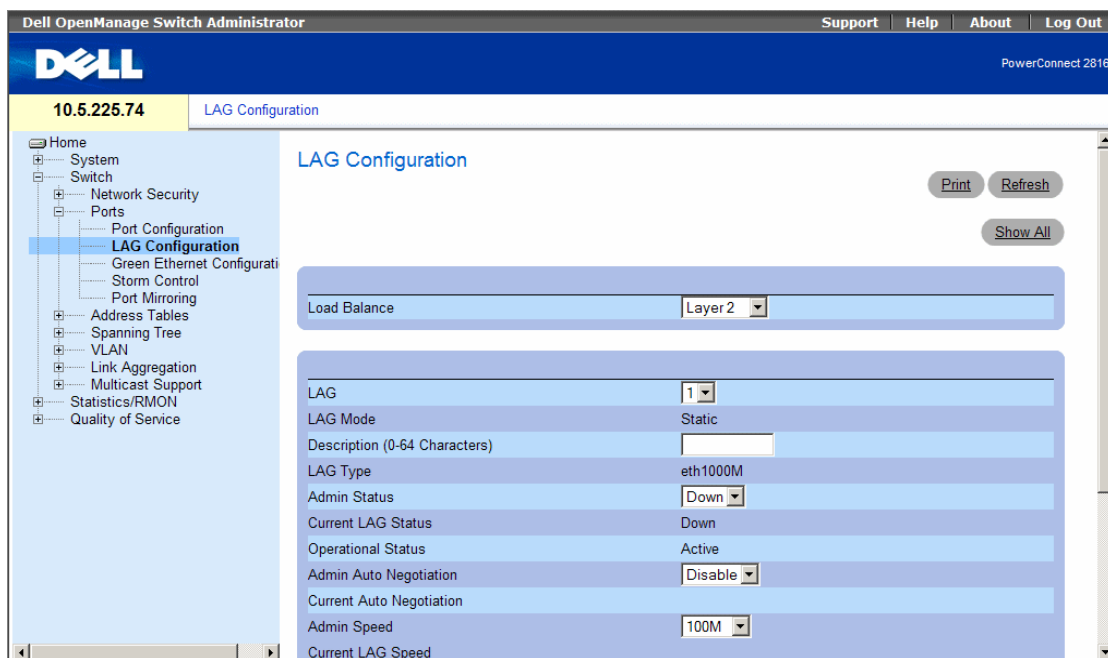 Dell OpenManage Switch Administrator
Support Help About Log Out
DELL
PowerConnect 2816
10.5.225.74
LAG Configuration
Home
System
Switch
Network Security
Ports
Port Configuration
LAG Configuration
Green Ethernet Configurati
Storm Control
Port Mirroring
Address Tables
Spanning Tree
VLAN
Link Aggregation
Multicast Support
Statistics/RMON
Quality of Service
LAG Configuration
Print Refresh
Show All
Load Balance Layer 2
LAG 1
LAG Mode Static
Description (0-64 Characters)
LAG Type eth1000M
Admin Status Down
Current LAG Status Down
Operational Status Active
Admin Auto Negotiation Disable
Current Auto Negotiation
Admin Speed 100M
Current LAG Speed